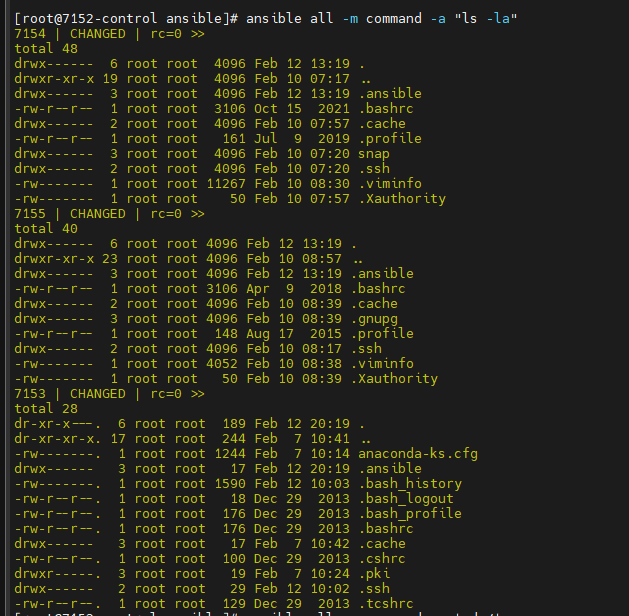 [root@7152-control ansible]# ansible all -m command -a "ls -la"
7154 | CHANGED | rc=0 >>
total 48
drwx------  6 root root  4096 Feb 12 13:19 .
drwxr-xr-x 19 root root  4096 Feb 10 07:17 ..
drwx------  3 root root  4096 Feb 12 13:19 .ansible
-rw-r--r--  1 root root  3106 Oct 15  2021 .bashrc
drwx------  2 root root  4096 Feb 10 07:57 .cache
-rw-r--r--  1 root root   161 Jul  9  2019 .profile
drwx------  3 root root  4096 Feb 10 07:20 snap
drwx------  2 root root  4096 Feb 10 07:20 .ssh
-rw-------  1 root root 11267 Feb 10 08:30 .viminfo
-rw-------  1 root root    50 Feb 10 07:57 .Xauthority
7155 | CHANGED | rc=0 >>
total 40
drwx------  6 root root 4096 Feb 12 13:19 .
drwxr-xr-x 23 root root 4096 Feb 10 08:57 ..
drwx------  3 root root 4096 Feb 12 13:19 .ansible
-rw-r--r--  1 root root 3106 Apr  9  2018 .bashrc
drwx------  2 root root 4096 Feb 10 08:39 .cache
drwx------  3 root root 4096 Feb 10 08:39 .gnupg
-rw-r--r--  1 root root  148 Aug 17  2015 .profile
drwx------  2 root root 4096 Feb 10 08:17 .ssh
-rw-------  1 root root 4052 Feb 10 08:38 .viminfo
-rw-------  1 root root   50 Feb 10 08:39 .Xauthority
7153 | CHANGED | rc=0 >>
total 28
dr-xr-x---.  6 root root  189 Feb 12 20:19 .
dr-xr-xr-x. 17 root root  244 Feb  7 10:41 ..
-rw-------.  1 root root 1244 Feb  7 10:14 anaconda-ks.cfg
drwx------   3 root root   17 Feb 12 20:19 .ansible
-rw-------.  1 root root 1590 Feb 12 10:03 .bash_history
-rw-r--r--.  1 root root   18 Dec 29  2013 .bash_logout
-rw-r--r--.  1 root root  176 Dec 29  2013 .bash_profile
-rw-r--r--.  1 root root  176 Dec 29  2013 .bashrc
drwx------   3 root root   17 Feb  7 10:42 .cache
-rw-r--r--.  1 root root  100 Dec 29  2013 .cshrc
drwxr-----.  3 root root   19 Feb  7 10:24 .pki
drwx------   2 root root   29 Feb 12 10:02 .ssh
-rw-r--r--.  1 root root  129 Dec 29  2013 .tcshrc